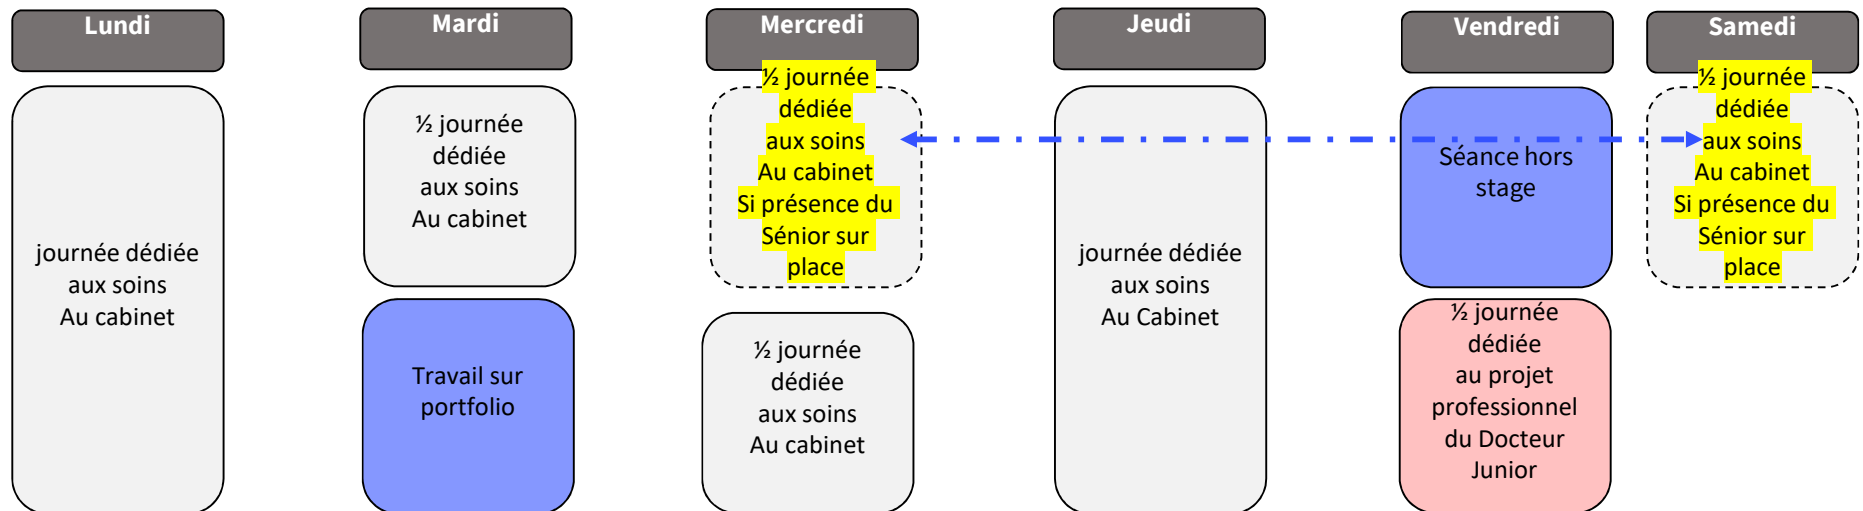 Lundi
Mardi
Mercredi
Jeudi
Vendredi
Samedi
journée dédiée
aux soins
Au cabinet
½ journée
dédiée
aux soins
Au cabinet
Travail sur
portfolio
½ journée
dédiée
aux soins
Au cabinet
Si présence du
Sénior sur
place
½ journée
dédiée
aux soins
Au cabinet
journée dédiée
aux soins
Au Cabinet
Séance hors
stage
½ journée
dédiée
au projet
professionnel
du Docteur
Junior
½ journée
dédiée
aux soins
Au cabinet
Si présence du
Sénior sur
place